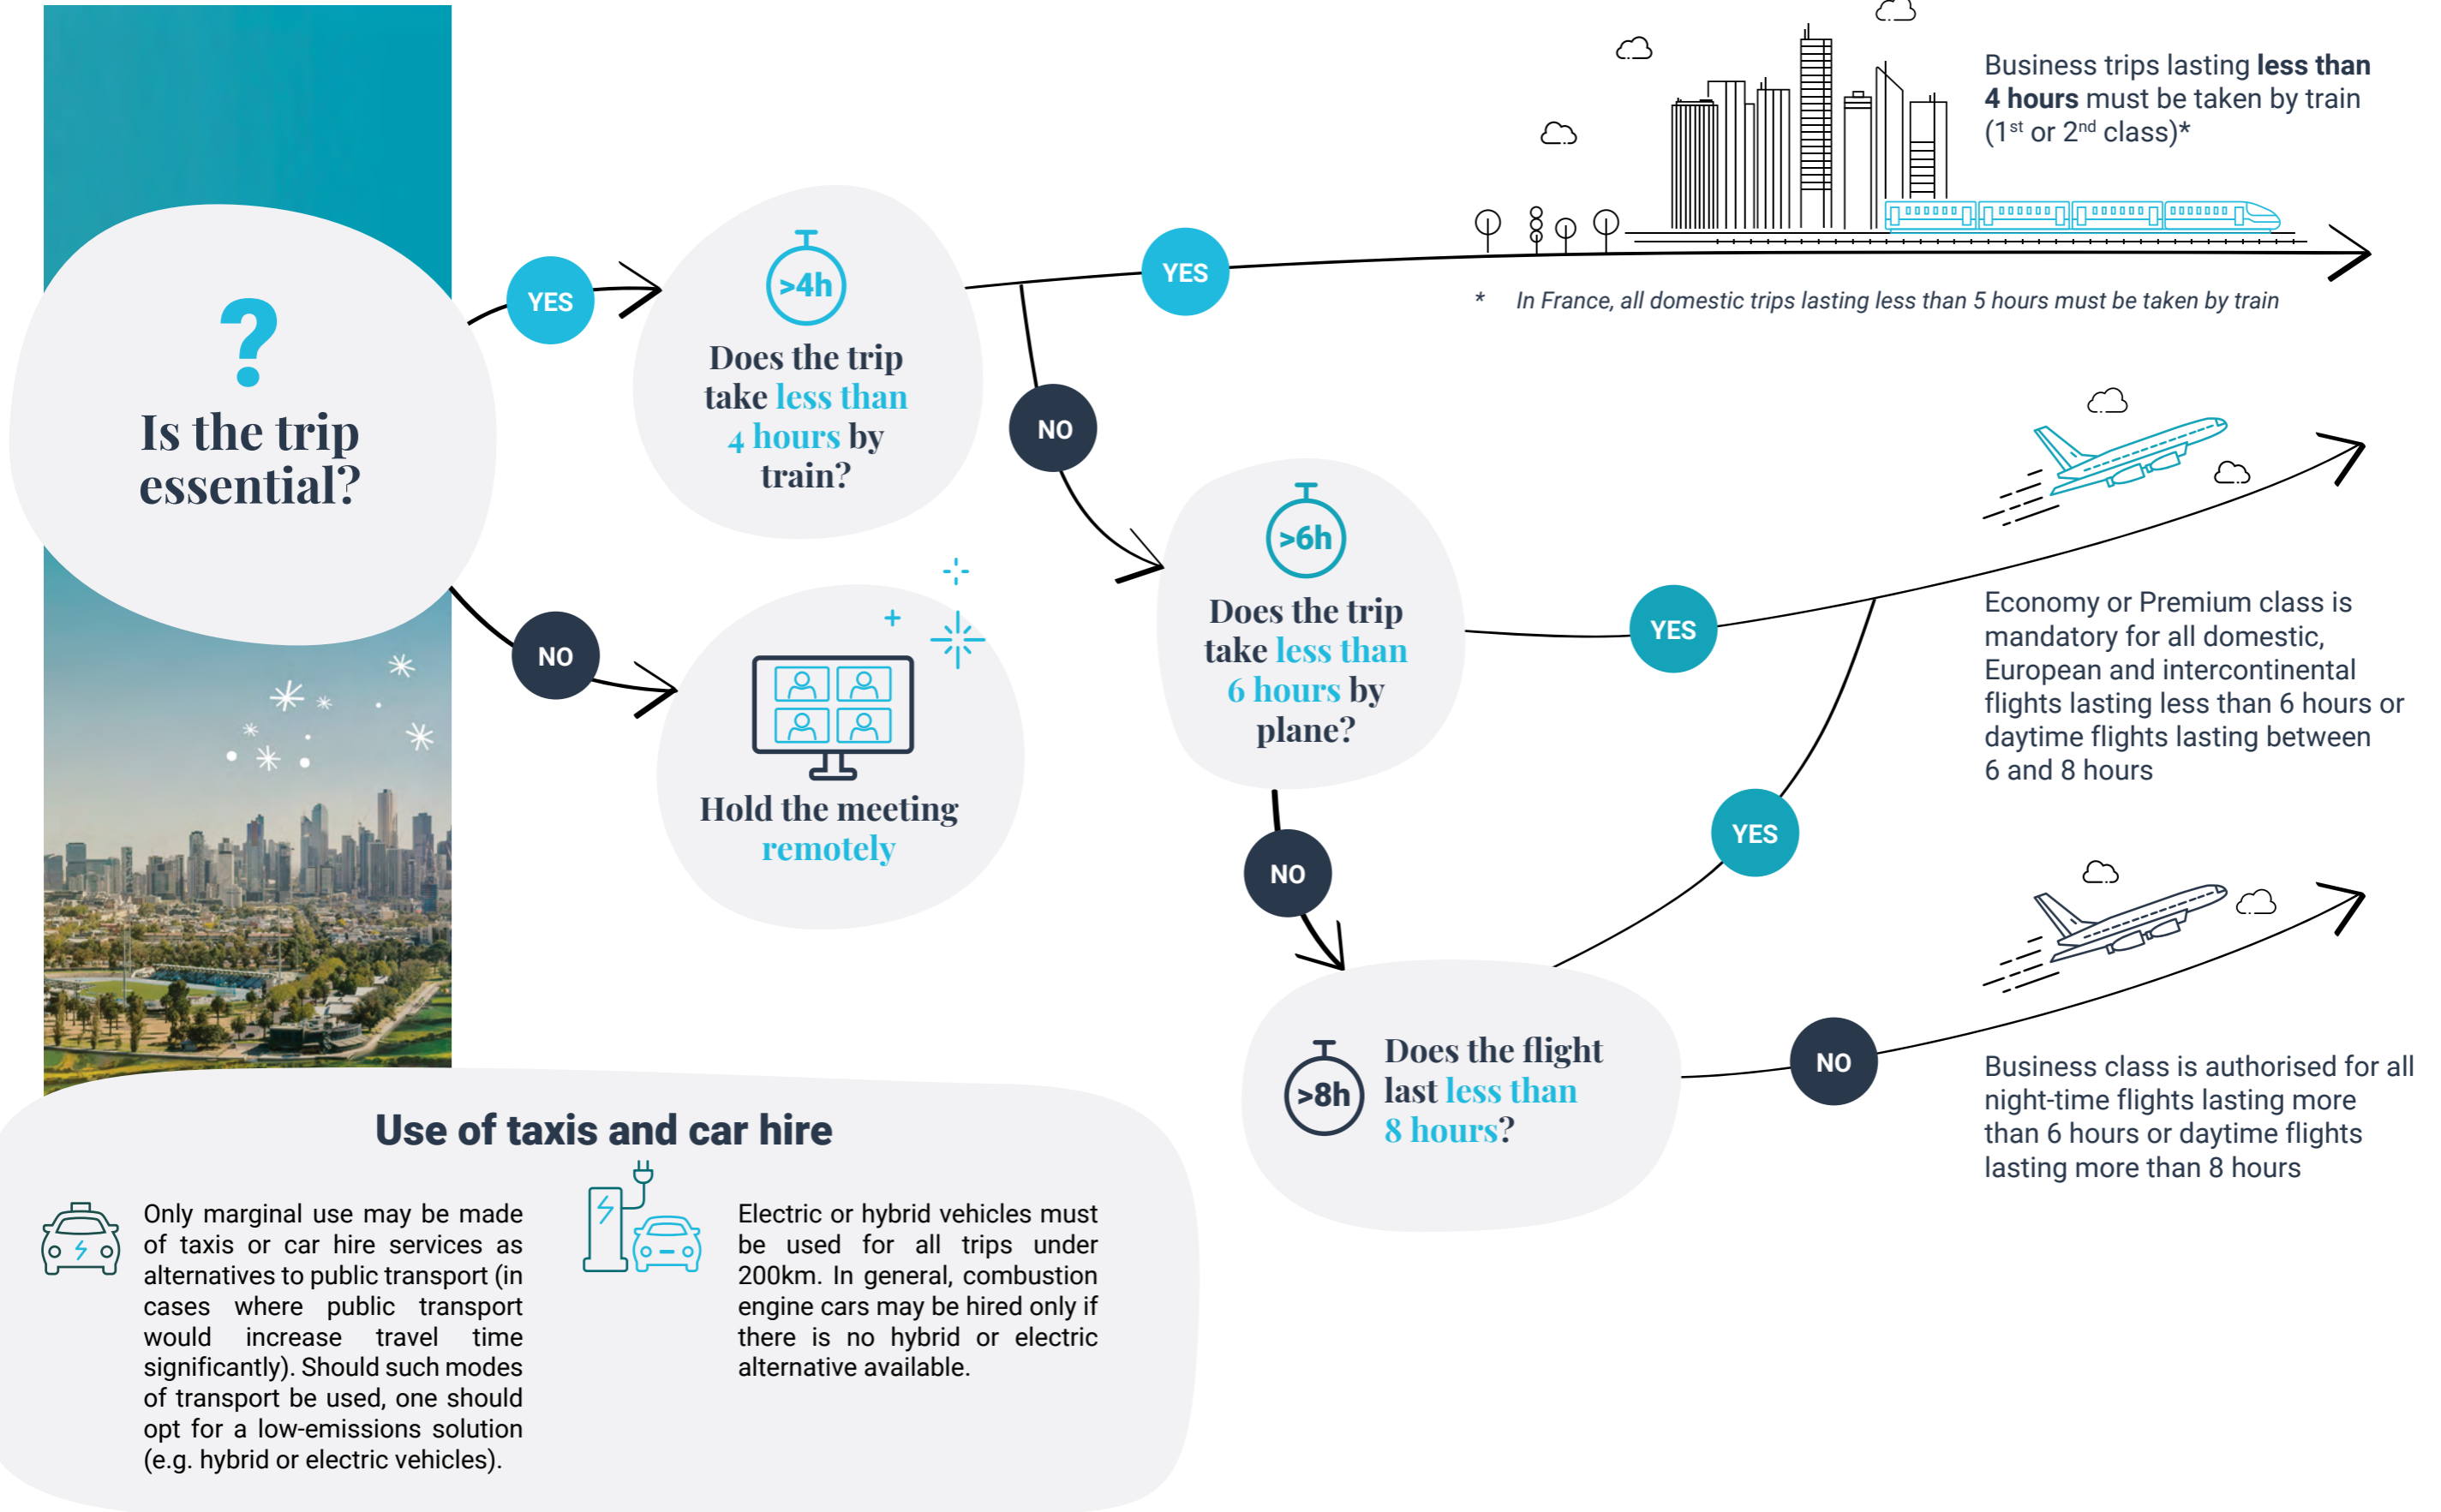 ?
Is the trip
essential?
YES
NO
>4h
Does the trip
take less than
4 hours by
train?
Hold the meeting
remotely
YES
NO
Business trips lasting less than
4 hours must be taken by train
(1st or 2nd class)*
* In France, all domestic trips lasting less than 5 hours must be taken by train
>6h
Does the trip
take less than
6 hours by
plane?
YES
NO
Economy or Premium class is
mandatory for all domestic,
European and intercontinental
flights lasting less than 6 hours or
daytime flights lasting between
6 and 8 hours
>8h
Does the flight
last less than
8 hours?
YES
NO
Business class is authorised for all
night-time flights lasting more
than 6 hours or daytime flights
lasting more than 8 hours
Use of taxis and car hire
Only marginal use may be made
of taxis or car hire services as
alternatives to public transport (in
cases where public transport
would increase travel time
significantly). Should such modes
of transport be used, one should
opt for a low-emissions solution
(e.g. hybrid or electric vehicles).
Electric or hybrid vehicles must
be used for all trips under
200km. In general, combustion
engine cars may be hired only if
there is no hybrid or electric
alternative available.